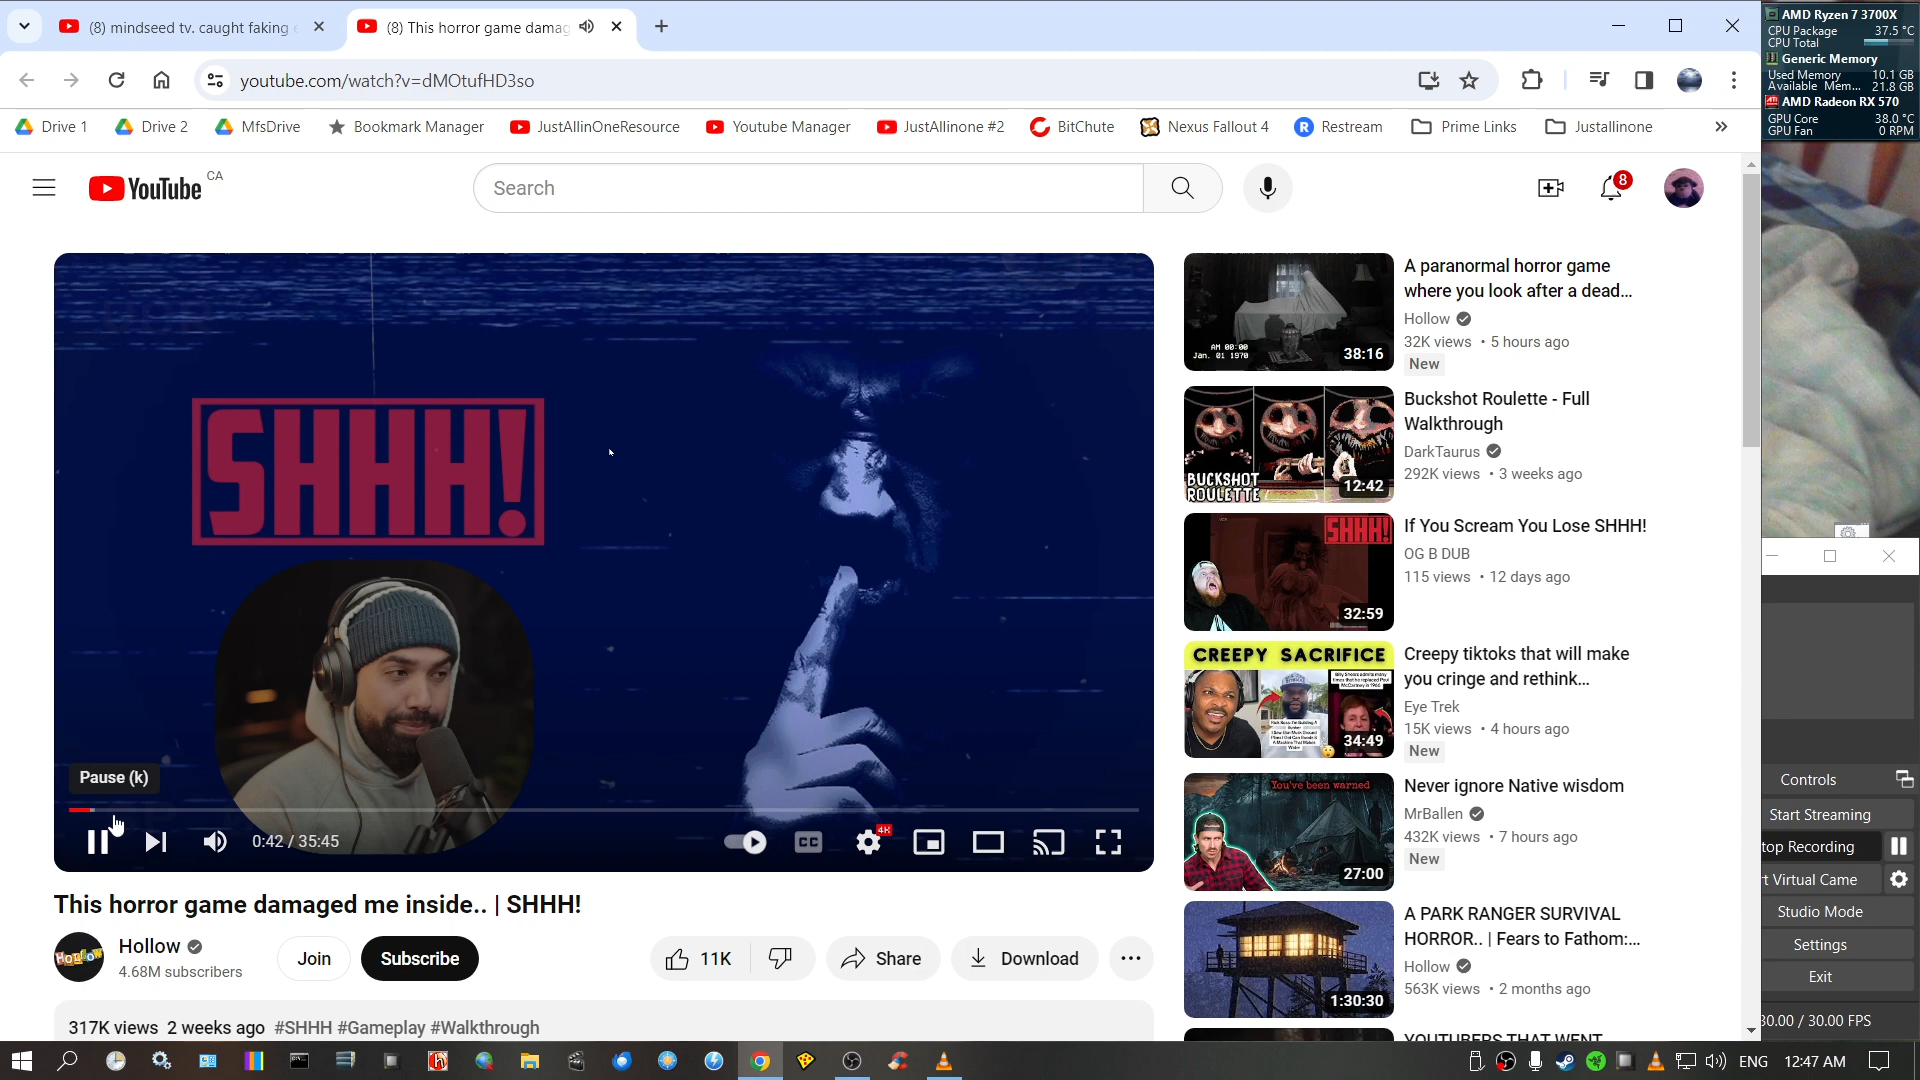 (8) mindseed tv. caught faking
(8) This horror game damag
AMD Ryzen 7 3700X
CPU Package 37.5 °C
CPU Total
Generic Memory
Used Memory 10.1 GB
Available Mem... 21.8 GB
AMD Radeon RX 570
GPU Core 38.0 °C
GPU Fan 0 RPM
youtube.com/watch?v=dMOtufHD3so
Drive 1
Drive 2
MfsDrive
Bookmark Manager
JustAllinOneResource
Youtube Manager
JustAllinone #2
BitChute
Nexus Fallout 4
Restream
Prime Links
Justallinone
YouTube CA
Search
8
SHHH!
Pause (k)
0:42 / 35:45
CC
4K
This horror game damaged me inside.. | SHHH!
Hollow
4.68M subscribers
Join
Subscribe
11K
Share
Download
317K views 2 weeks ago #SHHH #Gameplay #Walkthrough
AM 00:00
Jan. 01 1970
38:16
A paranormal horror game
where you look after a dead...
Hollow
32K views • 5 hours ago
New
BUCKSHOT
ROULETTE
12:42
Buckshot Roulette - Full
Walkthrough
DarkTaurus
292K views • 3 weeks ago
SHHH!
32:59
If You Scream You Lose SHHH!
OG B DUB
115 views • 12 days ago
CREEPY SACRIFICE
34:49
Creepy tiktoks that will make
you cringe and rethink...
Eye Trek
15K views • 4 hours ago
New
You've been warned
27:00
Never ignore Native wisdom
MrBallen
432K views • 7 hours ago
New
1:30:30
A PARK RANGER SURVIVAL
HORROR.. | Fears to Fathom:...
Hollow
563K views • 2 months ago
YOUTUBERS THAT WENT
Controls
Start Streaming
top Recording
t Virtual Came
Studio Mode
Settings
Exit
30.00 / 30.00 FPS
ENG 12:47 AM